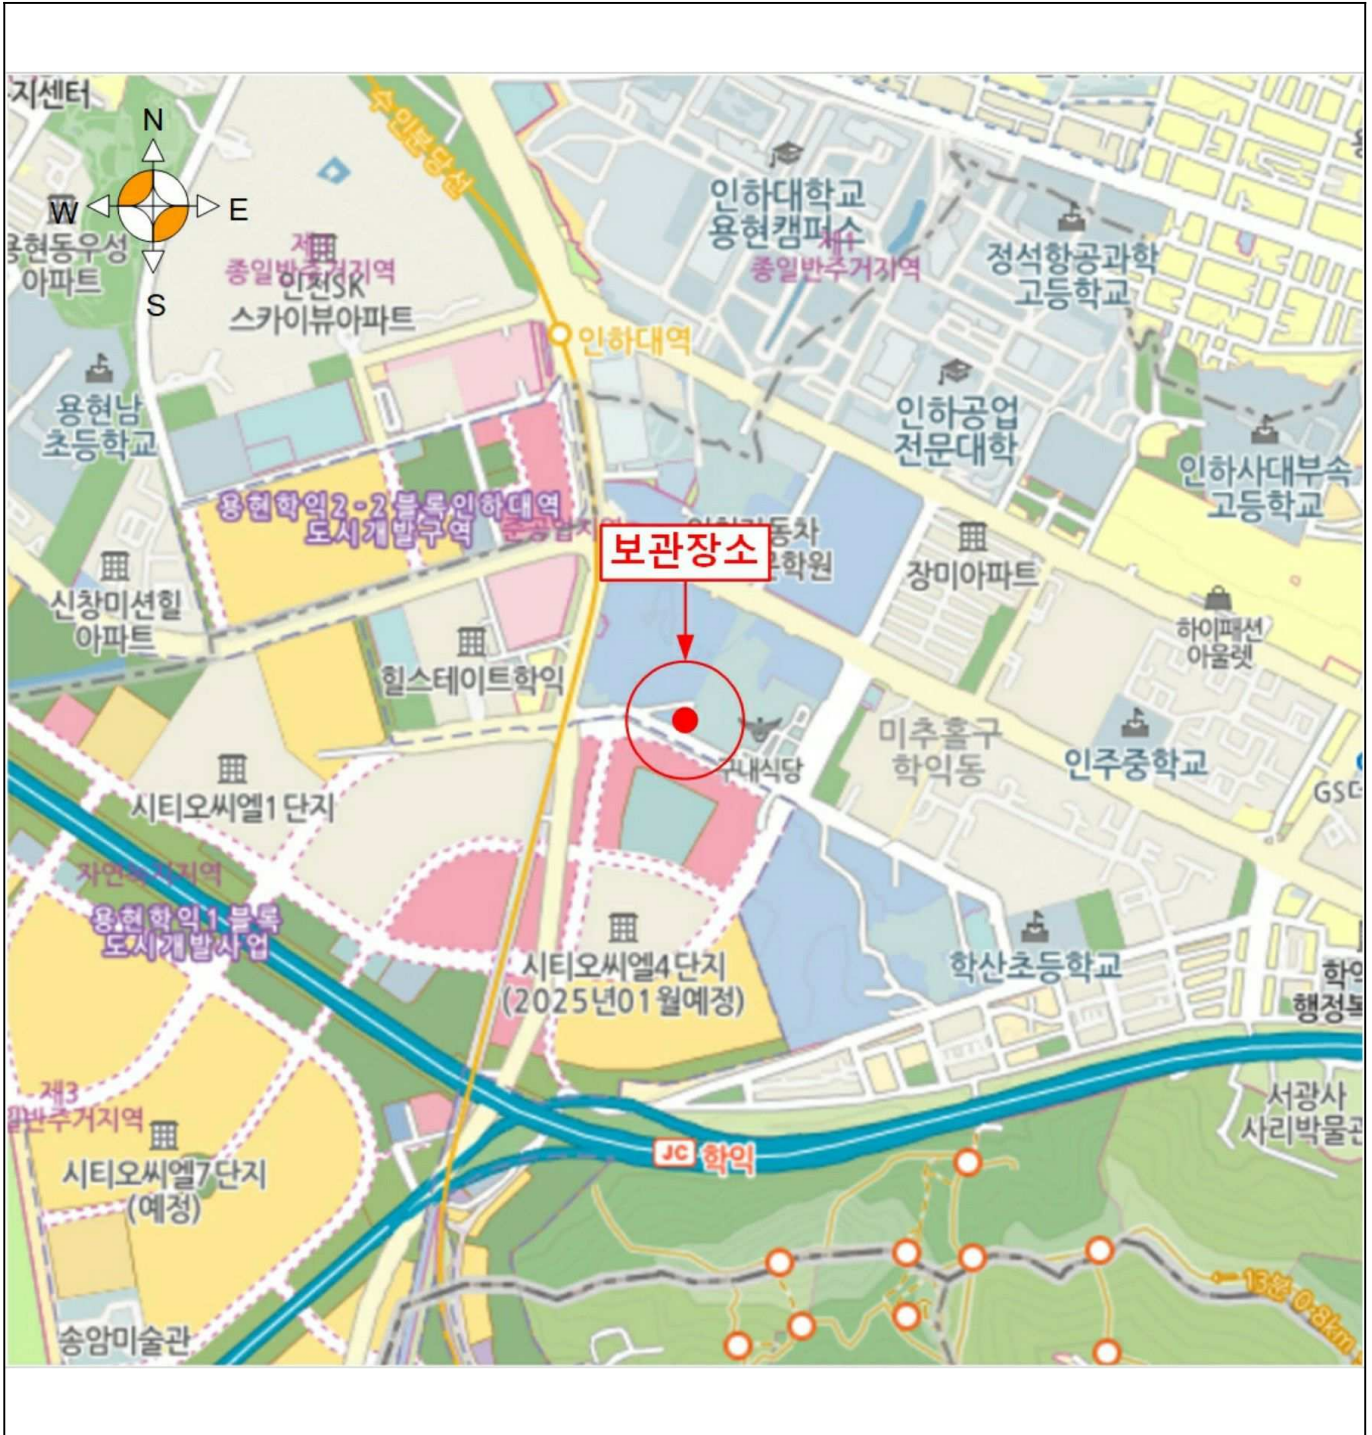 지센터
N
W
E
S
수인분당선
인하대학교
용현캠퍼스
종일반주거지역
정석항공과학
고등학교
용현동우성
아파트
제1
종일반주거지역
인천SK
스카이뷰아파트
인하대역
용현남
초등학교
인하공업
전문대학
인하사대부속
고등학교
용현학익2-2블록인하대역
도시개발구역
보관장소
장미아파트
신창미션힐
아파트
하이패션
아울렛
힐스테이트학익
미추홀구
학익동
구내식당
인주중학교
시티오씨엘1단지
자연녹지지역
용현학익1블록
도시개발사업
시티오씨엘4단지
(2025년01월예정)
학산초등학교
제3
일반주거지역
서광사
JC 학익
시티오씨엘7단지
(예정)
13분 0.8km
송암미술관